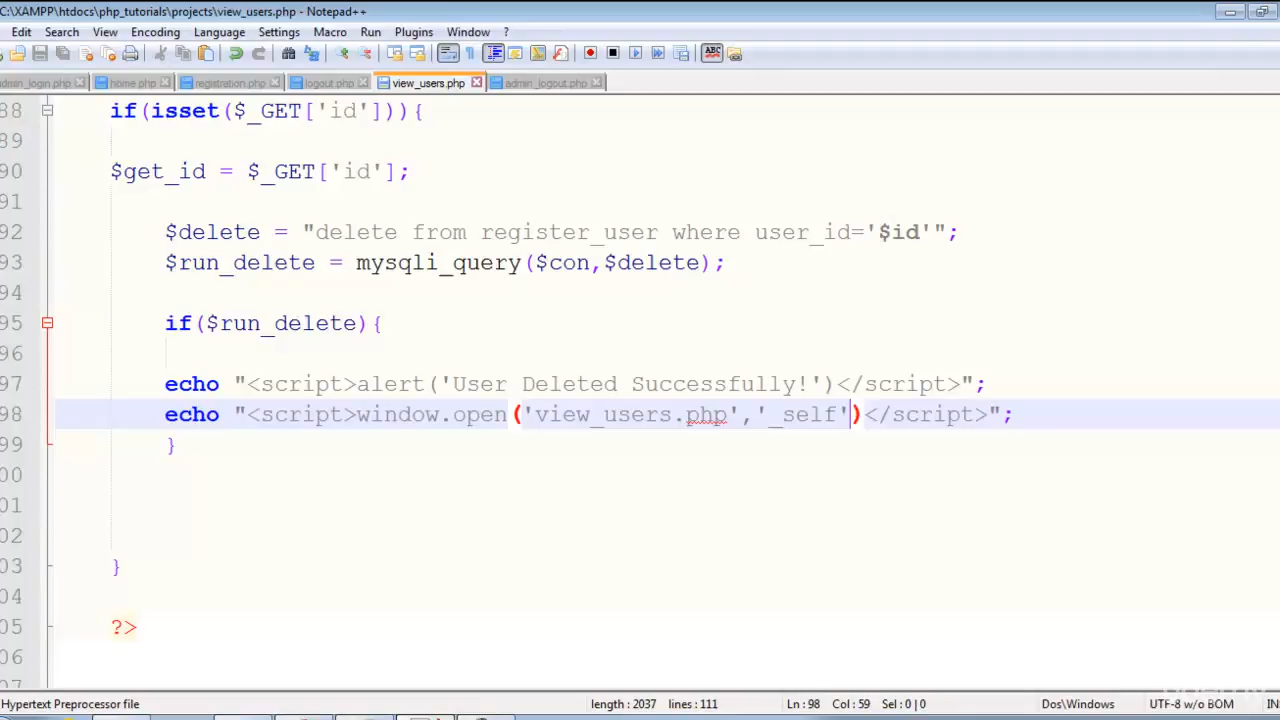 C:\XAMPP\htdocs\php_tutorials\projects\view_users.php - Notepad++
Edit Search View Encoding Language Settings Macro Run Plugins Window ?
admin_login.php home.php registration.php logout.php view_users.php admin_logout.php
88 if(isset($_GET['id'])){
89
90 $get_id = $_GET['id'];
91
92 $delete = "delete from register_user where user_id='$id'";
93 $run_delete = mysqli_query($con,$delete);
94
95 if($run_delete){
96
97 echo "<script>alert('User Deleted Successfully!')</script>";
98 echo "<script>window.open('view_users.php','_self')</script>";
99 }
00
01
02
03 }
04
05 ?>
06
07
Hypertext Preprocessor file length : 2037 lines : 111 Ln : 98 Col : 59 Sel : 0 | 0 Dos\Windows UTF-8 w/o BOM IN